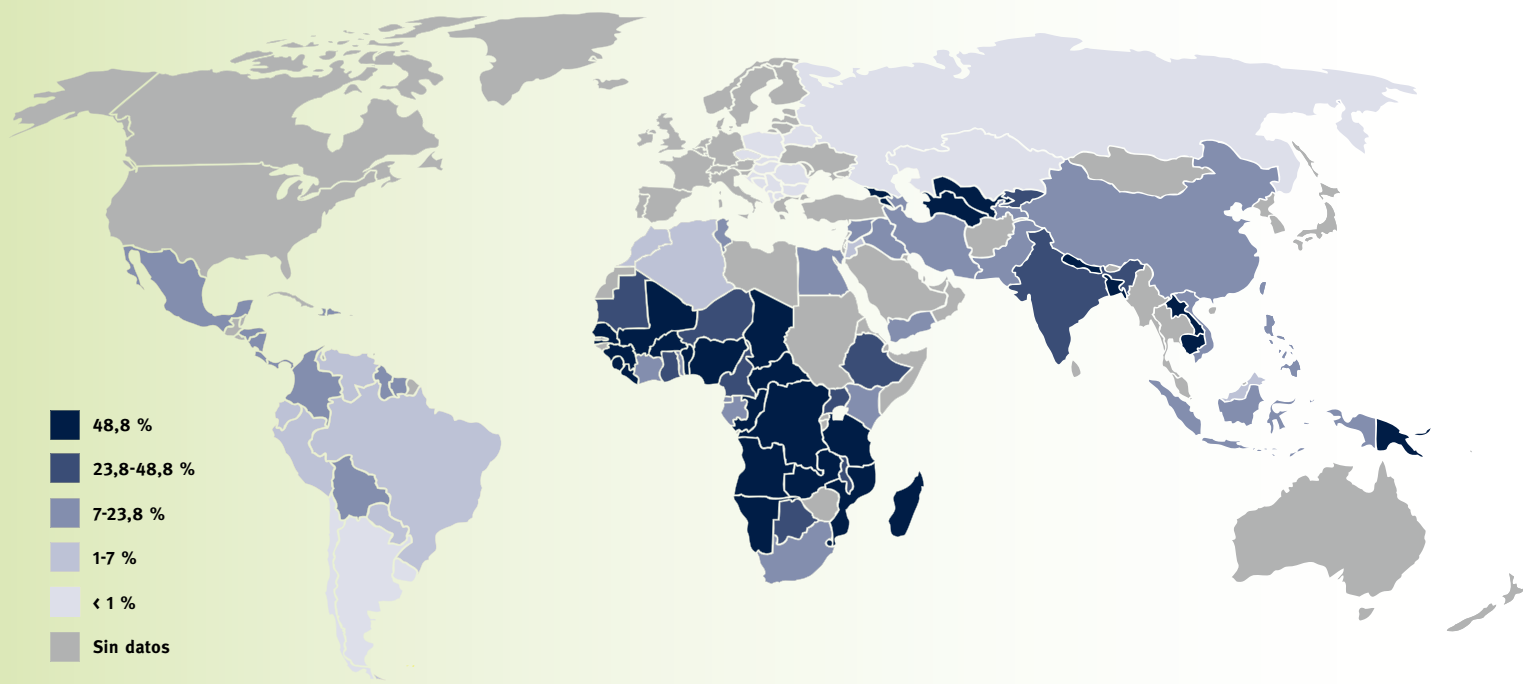 48,8 %
23,8-48,8 %
7-23,8 %
1-7 %
< 1 %
Sin datos